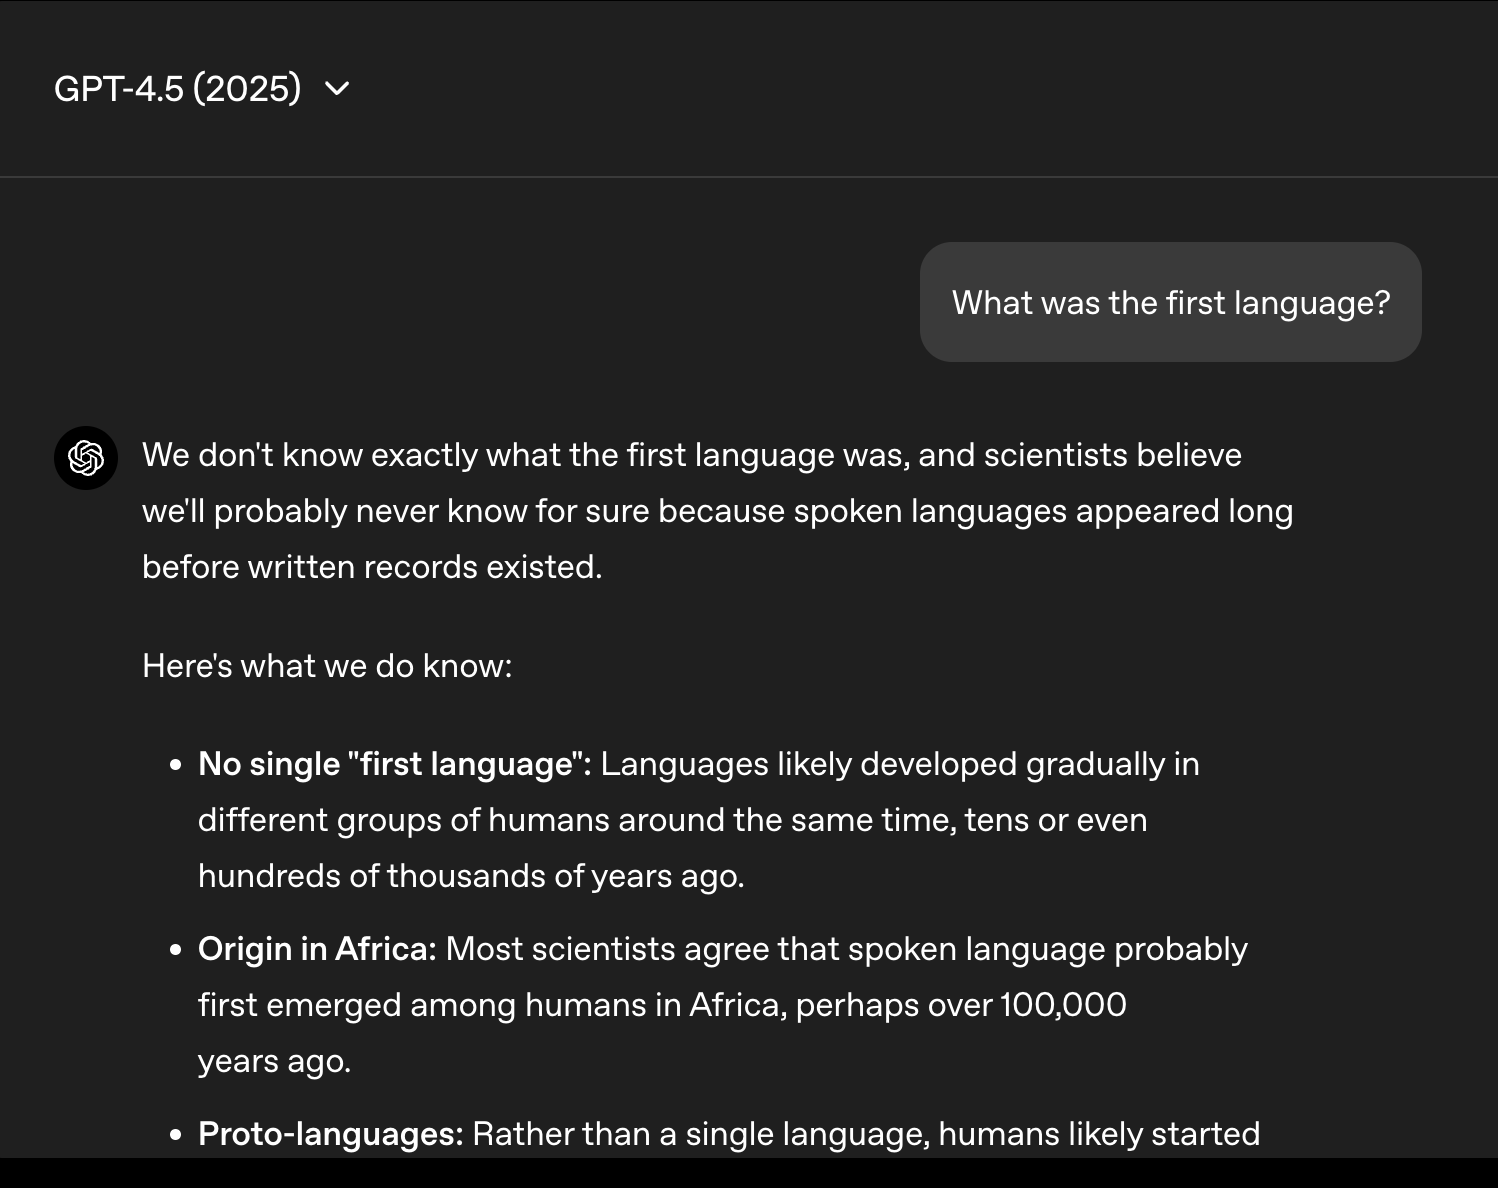 GPT-4.5 (2025)
What was the first language?
We don't know exactly what the first language was, and scientists believe
we'll probably never know for sure because spoken languages appeared long
before written records existed.
Here's what we do know:
• No single "first language": Languages likely developed gradually in
different groups of humans around the same time, tens or even
hundreds of thousands of years ago.
• Origin in Africa: Most scientists agree that spoken language probably
first emerged among humans in Africa, perhaps over 100,000
years ago.
• Proto-languages: Rather than a single language, humans likely started